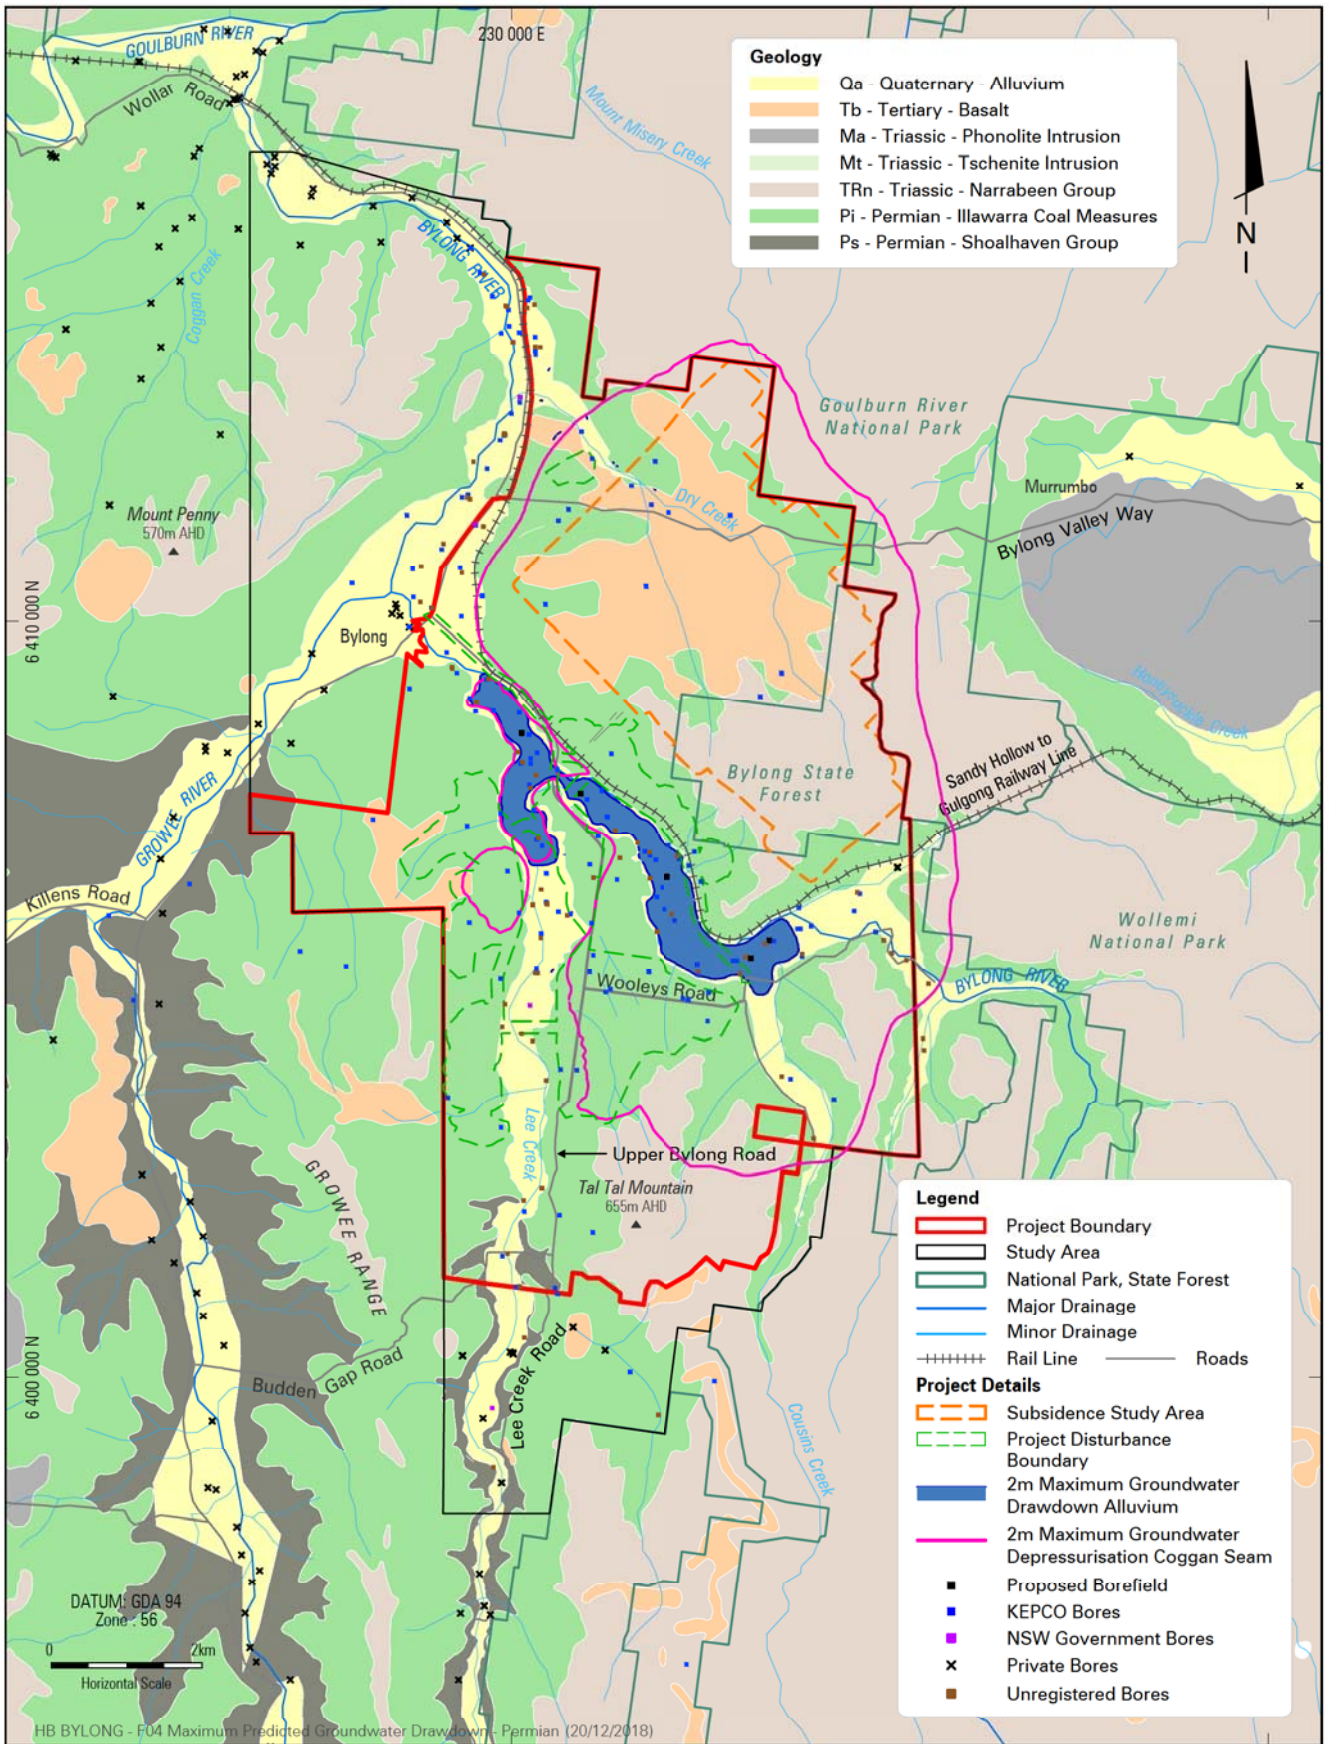 230 000 E
GOULBURN RIVER
Wollar Road
Mount Misery Creek
Geology
Qa - Quaternary - Alluvium
Tb - Tertiary - Basalt
Ma - Triassic - Phonolite Intrusion
Mt - Triassic - Tschenite Intrusion
TRn - Triassic - Narrabeen Group
Pi - Permian - Illawarra Coal Measures
Ps - Permian - Shoalhaven Group
N
BYLONG RIVER
Coggan Creek
Goulburn River
National Park
Mount Penny
570m AHD
Dry Creek
Murrumbo
Bylong Valley Way
6 410 000 N
Bylong
Honeysuckle Creek
Bylong State
Forest
Sandy Hollow to
Gulgong Railway Line
GROWEE RIVER
Killens Road
Wollemi
National Park
Wooleys Road
BYLONG RIVER
Lee Creek
Upper Bylong Road
Tal Tal Mountain
655m AHD
GROWEE RANGE
6 400 000 N
Budden Gap Road
Lee Creek Road
Cousins Creek
Legend
Project Boundary
Study Area
National Park, State Forest
Major Drainage
Minor Drainage
Rail Line
Roads
Project Details
Subsidence Study Area
Project Disturbance
Boundary
2m Maximum Groundwater
Drawdown Alluvium
2m Maximum Groundwater
Depressurisation Coggan Seam
Proposed Borefield
KEPCO Bores
NSW Government Bores
Private Bores
Unregistered Bores
DATUM: GDA 94
Zone : 56
0 2km
Horizontal Scale
HB BYLONG - F04 Maximum Predicted Groundwater Drawdown - Permian (20/12/2018)